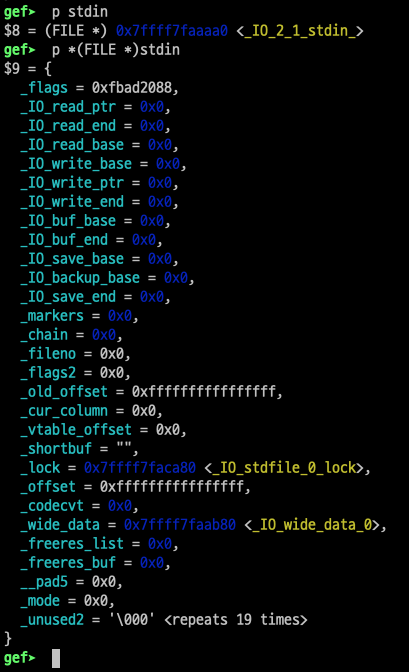 gef➤  p stdin
$8 = (FILE *) 0x7ffff7faaaa0 <_IO_2_1_stdin_>
gef➤  p *(FILE *)stdin
$9 = {
  _flags = 0xfbad2088,
  _IO_read_ptr = 0x0,
  _IO_read_end = 0x0,
  _IO_read_base = 0x0,
  _IO_write_base = 0x0,
  _IO_write_ptr = 0x0,
  _IO_write_end = 0x0,
  _IO_buf_base = 0x0,
  _IO_buf_end = 0x0,
  _IO_save_base = 0x0,
  _IO_backup_base = 0x0,
  _IO_save_end = 0x0,
  _markers = 0x0,
  _chain = 0x0,
  _fileno = 0x0,
  _flags2 = 0x0,
  _old_offset = 0xffffffffffffffff,
  _cur_column = 0x0,
  _vtable_offset = 0x0,
  _shortbuf = "",
  _lock = 0x7ffff7faca80 <_IO_stdfile_0_lock>,
  _offset = 0xffffffffffffffff,
  _codecvt = 0x0,
  _wide_data = 0x7ffff7faab80 <_IO_wide_data_0>,
  _freeres_list = 0x0,
  _freeres_buf = 0x0,
  __pad5 = 0x0,
  _mode = 0x0,
  _unused2 = '\000' <repeats 19 times>
}
gef➤